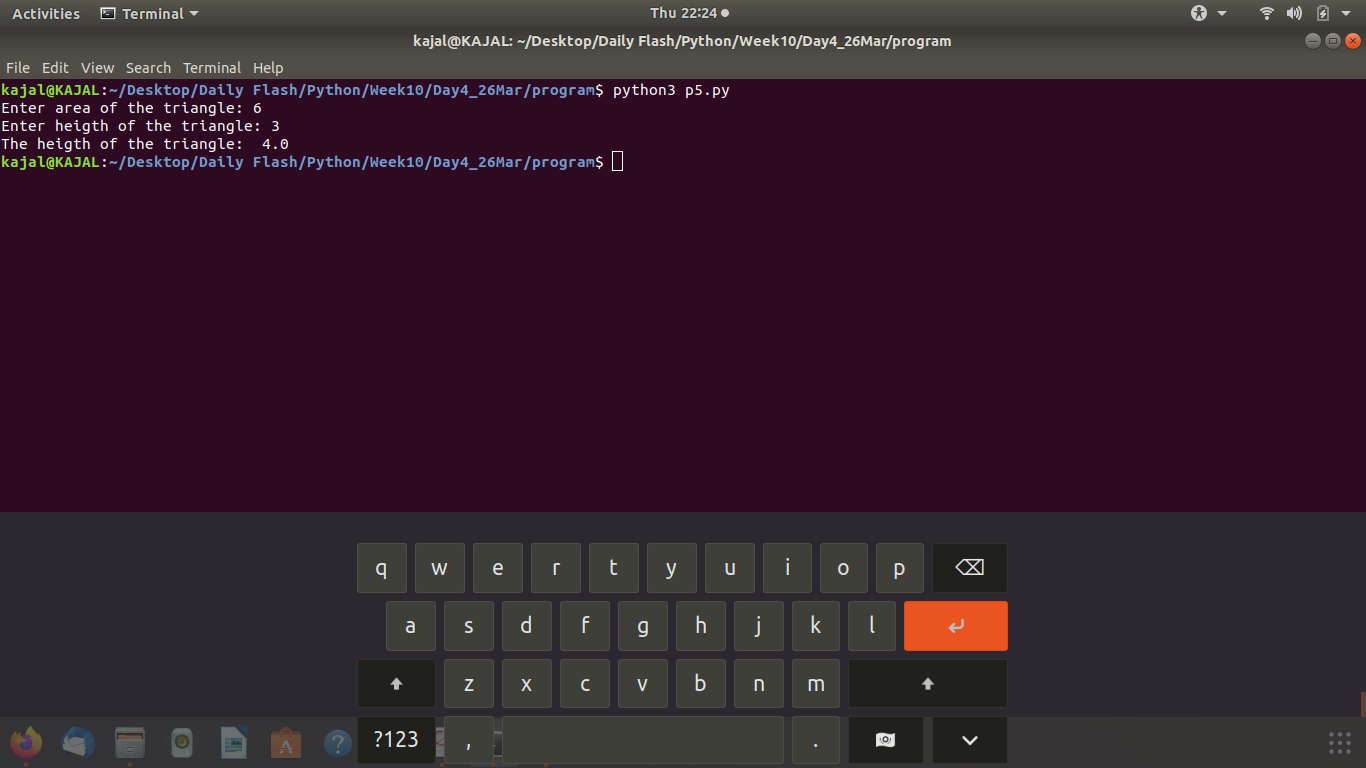 Activities Terminal Thu 22:24
kajal@KAJAL: ~/Desktop/Daily Flash/Python/Week10/Day4_26Mar/program
File Edit View Search Terminal Help
kajal@KAJAL:~/Desktop/Daily Flash/Python/Week10/Day4_26Mar/program$ python3 p5.py
Enter area of the triangle: 6
Enter heigth of the triangle: 3
The heigth of the triangle:  4.0
kajal@KAJAL:~/Desktop/Daily Flash/Python/Week10/Day4_26Mar/program$
q w e r t y u i o p
a s d f g h j k l
z x c v b n m
?123 , .